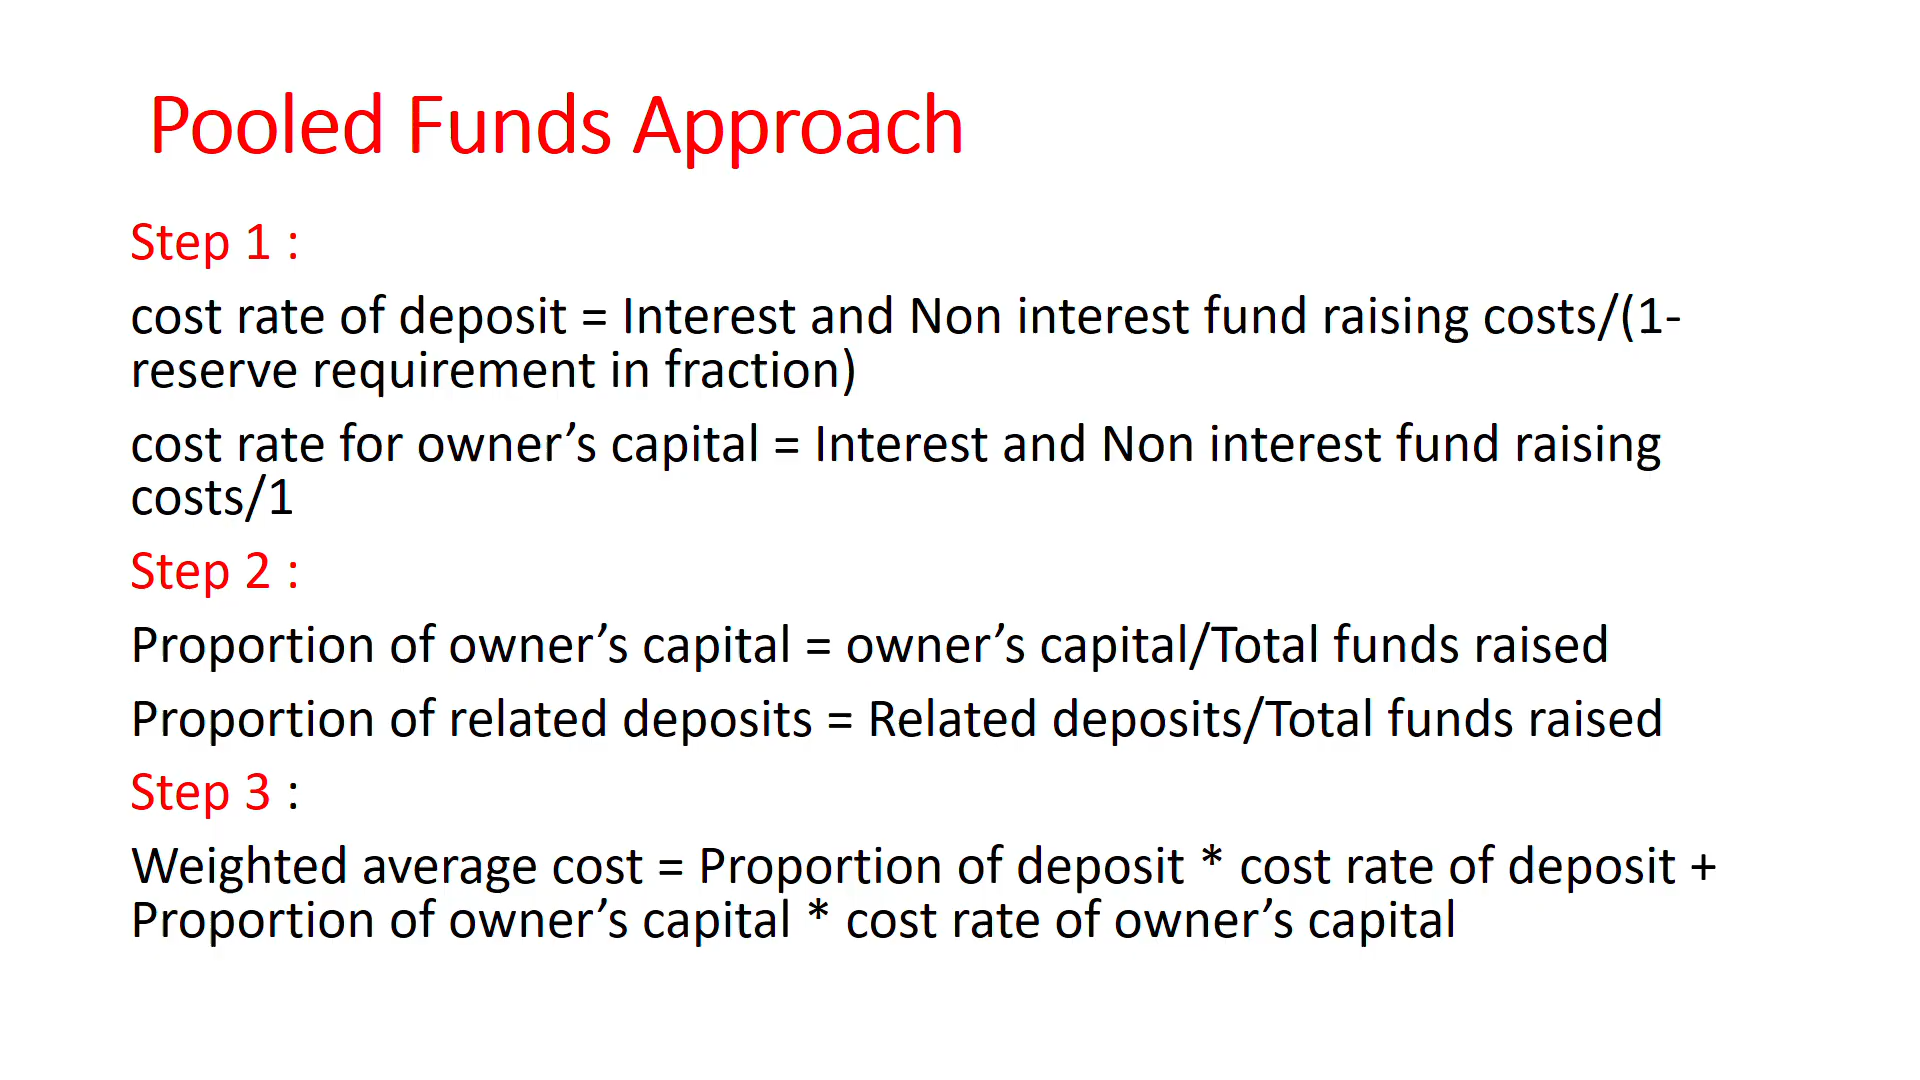 Pooled Funds Approach
Step 1 :
cost rate of deposit = Interest and Non interest fund raising costs/(1-
reserve requirement in fraction)
cost rate for owner’s capital = Interest and Non interest fund raising
costs/1
Step 2 :
Proportion of owner’s capital = owner’s capital/Total funds raised
Proportion of related deposits = Related deposits/Total funds raised
Step 3 :
Weighted average cost = Proportion of deposit * cost rate of deposit +
Proportion of owner’s capital * cost rate of owner’s capital